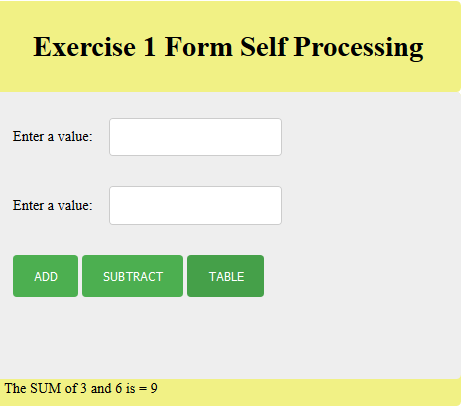 Exercise 1 Form Self Processing
Enter a value:
Enter a value:
ADD SUBTRACT TABLE
The SUM of 3 and 6 is = 9